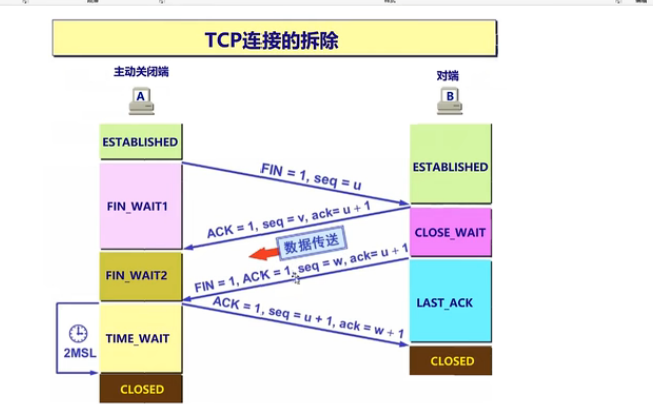 TCP连接的拆除
主动关闭端
对端
A
B
ESTABLISHED
ESTABLISHED
FIN = 1, seq = u
FIN_WAIT1
ACK = 1, seq = v, ack= u + 1
CLOSE_WAIT
数据传送
FIN_WAIT2
FIN = 1, ACK = 1, seq = w, ack= u + 1
LAST_ACK
ACK = 1, seq = u + 1, ack = w + 1
TIME_WAIT
2MSL
CLOSED
CLOSED